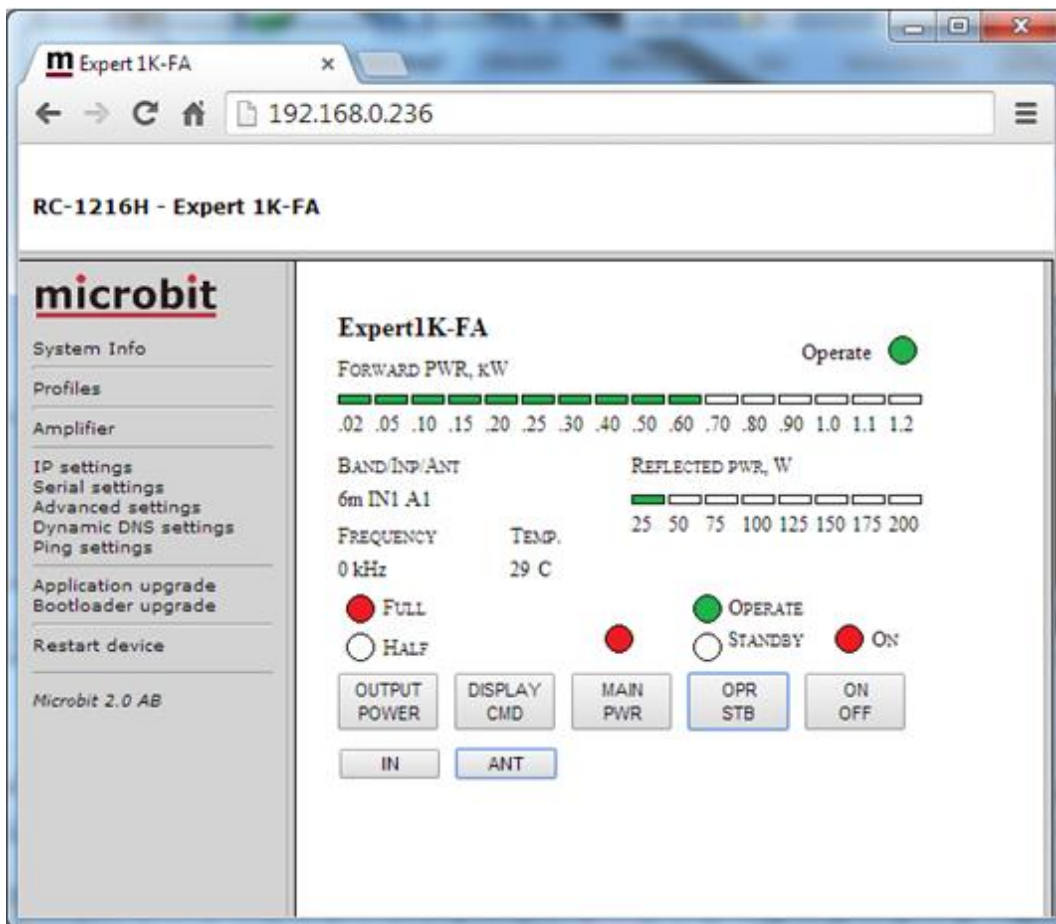 m Expert 1K-FA
192.168.0.236
RC-1216H - Expert 1K-FA
microbit
System Info
Profiles
Amplifier
IP settings
Serial settings
Advanced settings
Dynamic DNS settings
Ping settings
Application upgrade
Bootloader upgrade
Restart device
Microbit 2.0 AB
Expert1K-FA
Operate
FORWARD PWR, KW
.02 .05 .10 .15 .20 .25 .30 .40 .50 .60 .70 .80 .90 1.0 1.1 1.2
BAND/INP/ANT REFLECTED PWR, W
6m IN1 A1
25 50 75 100 125 150 175 200
FREQUENCY TEMP.
0 kHz 29 C
FULL OPERATE
HALF STANDBY ON
OUTPUT DISPLAY MAIN OPR ON
POWER CMD PWR STB OFF
IN ANT